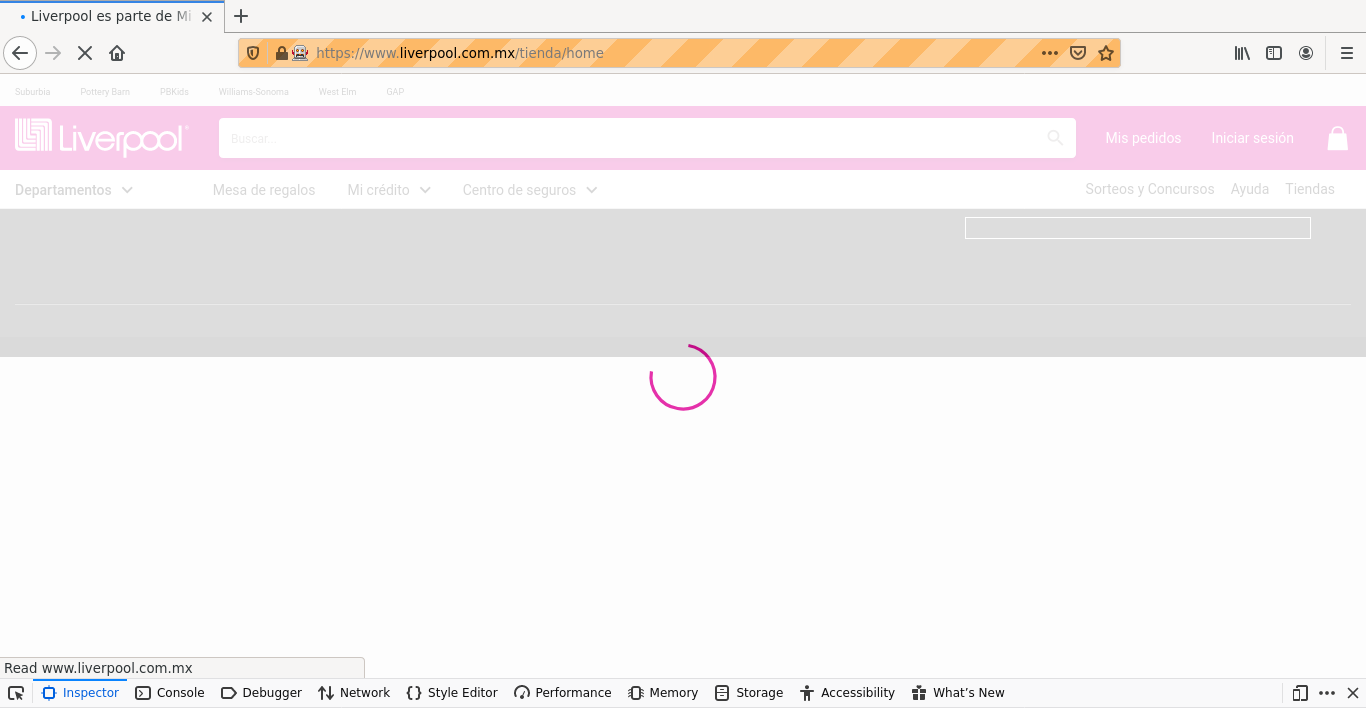 Liverpool es parte de Mi
https://www.liverpool.com.mx/tienda/home
Suburbia Pottery Barn PBKids Williams-Sonoma West Elm GAP
Liverpool Buscar... Mis pedidos Iniciar sesión
Departamentos Mesa de regalos Mi crédito Centro de seguros Sorteos y Concursos Ayuda Tiendas
Read www.liverpool.com.mx
Inspector Console Debugger Network Style Editor Performance Memory Storage Accessibility What's New